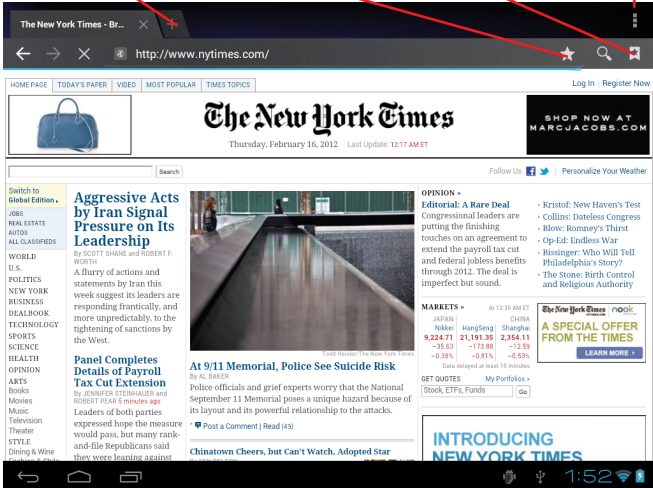 The New York Times - Br...
http://www.nytimes.com/
HOME PAGE TODAY'S PAPER VIDEO MOST POPULAR TIMES TOPICS
Log In Register Now
The New York Times
Thursday, February 16, 2012 Last Update: 12:17 AM ET
SHOP NOW AT
MARCJACOBS.COM
Search
Follow Us | Personalize Your Weather
Switch to
Global Edition
JOBS
REAL ESTATE
AUTOS
ALL CLASSIFIEDS
WORLD
U.S.
POLITICS
NEW YORK
BUSINESS
DEALBOOK
TECHNOLOGY
SPORTS
SCIENCE
HEALTH
OPINION
ARTS
Books
Movies
Music
Television
Theater
STYLE
Dining & Wine
Aggressive Acts
by Iran Signal
Pressure on Its
Leadership
By SCOTT SHANE and ROBERT F.
WORTH
A flurry of actions and
statements by Iran this
week suggest its leaders are
responding frantically, and
more unpredictably, to the
tightening of sanctions by
the West.
Panel Completes
Details of Payroll
Tax Cut Extension
By JENNIFER STEINHAUER and
ROBERT PEAR 5 minutes ago
Leaders of both parties
expressed hope the measure
would pass, but many rank-
and-file Republicans said
they were leaning against
Todd Heisler/The New York Times
At 9/11 Memorial, Police See Suicide Risk
By AL BAKER
Police officials and grief experts worry that the National
September 11 Memorial poses a unique hazard because of
its layout and its powerful relationship to the attacks.
• Post a Comment | Read (49)
Chinatown Cheers, but Can't Watch, Adopted Star
OPINION »
Editorial: A Rare Deal
Congressional leaders are
putting the finishing
touches on an agreement to
extend the payroll tax cut
and federal jobless benefits
through 2012. The deal is
imperfect but sound.
• Kristof: New Haven's Test
• Collins: Dateless Congress
• Blow: Romney's Thirst
• Op-Ed: Endless War
• Bissinger: Who Will Tell
Philadelphia's Story?
• The Stone: Birth Control
and Religious Authority
MARKETS » At 12:35 AM ET
JAPAN CHINA
Nikkei HangSeng Shanghai
9,224.71 21,191.35 2,354.11
−35.63 −173.88 −12.59
−0.38% −0.81% −0.53%
Data delayed at least 15 minutes
GET QUOTES My Portfolios »
Stock, ETFs, Funds Go
The New York Times nook
A SPECIAL OFFER
FROM THE TIMES
LEARN MORE ›
INTRODUCING
NEW YORK TIMES
1:52